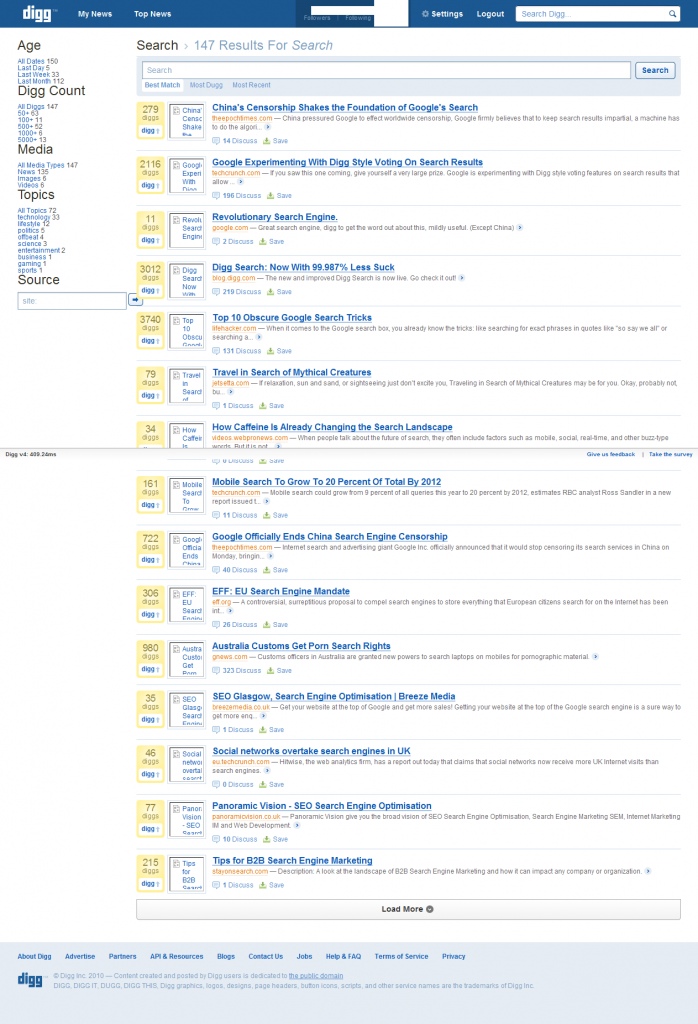 digg
My News
Top News
Followers
Following
Settings
Logout
Search Digg...
Age
All Dates 150
Last Day 5
Last Week 33
Last Month 112
Digg Count
All Diggs 147
50+ 63
100+ 11
500+ 52
1000+ 6
5000+ 13
Media
All Media Types 147
News 135
Images 6
Videos 6
Topics
All Topics 72
technology 33
lifestyle 12
politics 5
offbeat 4
science 3
entertainment 2
business 1
gaming 1
sports 1
Source
site:
Search › 147 Results For Search
Search
Search
Best Match
Most Dugg
Most Recent
279
diggs
digg
China's Censorship Shakes the Foundation of Google's Search
theepochtimes.com — China pressured Google to effect worldwide censorship, Google firmly believes that to keep search results impartial, a machine has
to do the algori...
14 Discuss
Save
2116
diggs
digg
Google Experimenting With Digg Style Voting On Search Results
techcrunch.com — If you saw this one coming, give yourself a very large prize. Google is experimenting with Digg style voting features on search results that
allow ...
196 Discuss
Save
11
diggs
digg
Revolutionary Search Engine.
google.com — Great search engine, digg to get the word out about this, mildly useful. (Except China)
2 Discuss
Save
3012
diggs
digg
Digg Search: Now With 99.987% Less Suck
blog.digg.com — The new and improved Digg Search is now live. Go check it out!
219 Discuss
Save
3740
diggs
digg
Top 10 Obscure Google Search Tricks
lifehacker.com — When it comes to the Google search box, you already know the tricks: like searching for exact phrases in quotes like "so say we all" or
searching a...
131 Discuss
Save
79
diggs
digg
Travel in Search of Mythical Creatures
jetsetta.com — If relaxation, sun and sand, or sightseeing just don't excite you, Traveling in Search of Mythical Creatures may be for you. Okay, probably not,
bu...
1 Discuss
Save
34
diggs
How Caffeine Is Already Changing the Search Landscape
videos.webpronews.com — When people talk about the future of search, they often include factors such as mobile, social, real-time, and other buzz-type
words. But it is not...
Digg v4: 409.24ms
Give us feedback | Take the survey
0 Discuss
Save
161
diggs
digg
Mobile Search To Grow To 20 Percent Of Total By 2012
techcrunch.com — Mobile search could grow from 9 percent of all queries this year to 20 percent by 2012, estimates RBC analyst Ross Sandler in a new
report issued t...
11 Discuss
Save
722
diggs
digg
Google Officially Ends China Search Engine Censorship
theepochtimes.com — Internet search and advertising giant Google Inc. officially announced that it would stop censoring its search services in China on
Monday, bringin...
40 Discuss
Save
306
diggs
digg
EFF: EU Search Engine Mandate
eff.org — A controversial, surreptitious proposal to compel search engines to store everything that European citizens search for on the Internet has been
int...
26 Discuss
Save
980
diggs
digg
Australia Customs Get Porn Search Rights
gnews.com — Customs officers in Australia are granted new powers to search laptops on mobiles for pornographic material.
323 Discuss
Save
35
diggs
digg
SEO Glasgow, Search Engine Optimisation | Breeze Media
breezemedia.co.uk — Get your website at the top of Google and get more sales! Getting your website at the top of the Google search engine is a sure way to
get more enq...
1 Discuss
Save
46
diggs
digg
Social networks overtake search engines in UK
eu.techcrunch.com — Hitwise, the web analytics firm, has a report out today that claims that social networks now receive more UK Internet visits than
search engines.
0 Discuss
Save
77
diggs
digg
Panoramic Vision - SEO Search Engine Optimisation
panoramicvision.co.uk — Panoramic Vision give you the broad vision of SEO Search Engine Optimisation, Search Engine Marketing SEM, Internet Marketing
IM and Web Development.
10 Discuss
Save
215
diggs
digg
Tips for B2B Search Engine Marketing
stayonsearch.com — Description: A look at the landscape of B2B Search Engine Marketing and how it can impact any company or organization.
1 Discuss
Save
Load More
About Digg
Advertise
Partners
API & Resources
Blogs
Contact Us
Jobs
Help & FAQ
Terms of Service
Privacy
digg
© Digg Inc. 2010 — Content created and posted by Digg users is dedicated to the public domain
DIGG, DIGG IT, DUGG, DIGG THIS, Digg graphics, logos, designs, page headers, button icons, scripts, and other service names are the trademarks of Digg Inc.